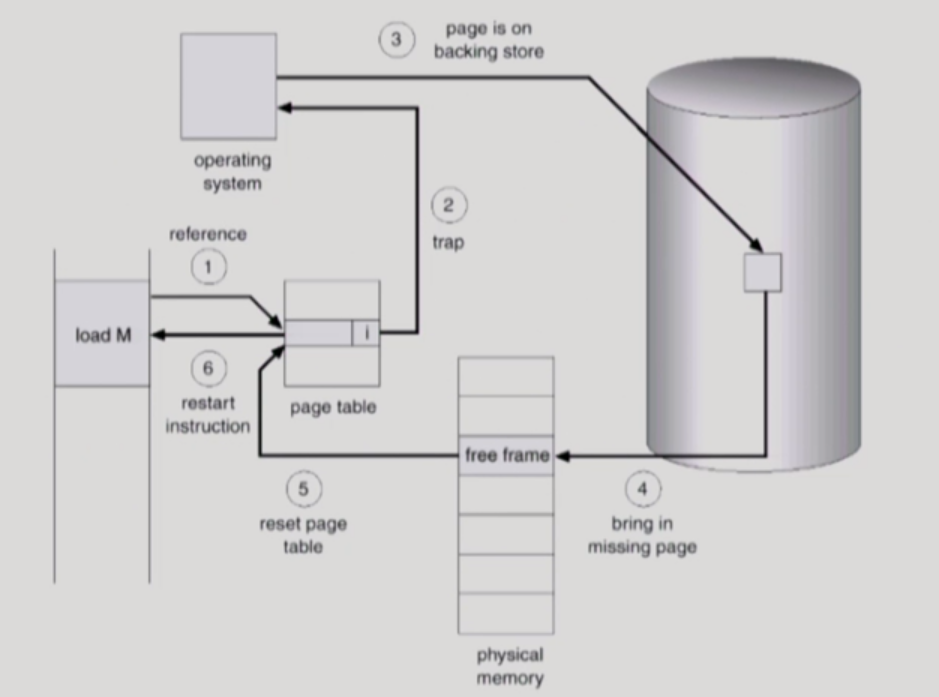 3
page is on
backing store
operating
system
2
trap
reference
1
load M
i
6
restart
instruction
page table
free frame
5
reset page
table
4
bring in
missing page
physical
memory